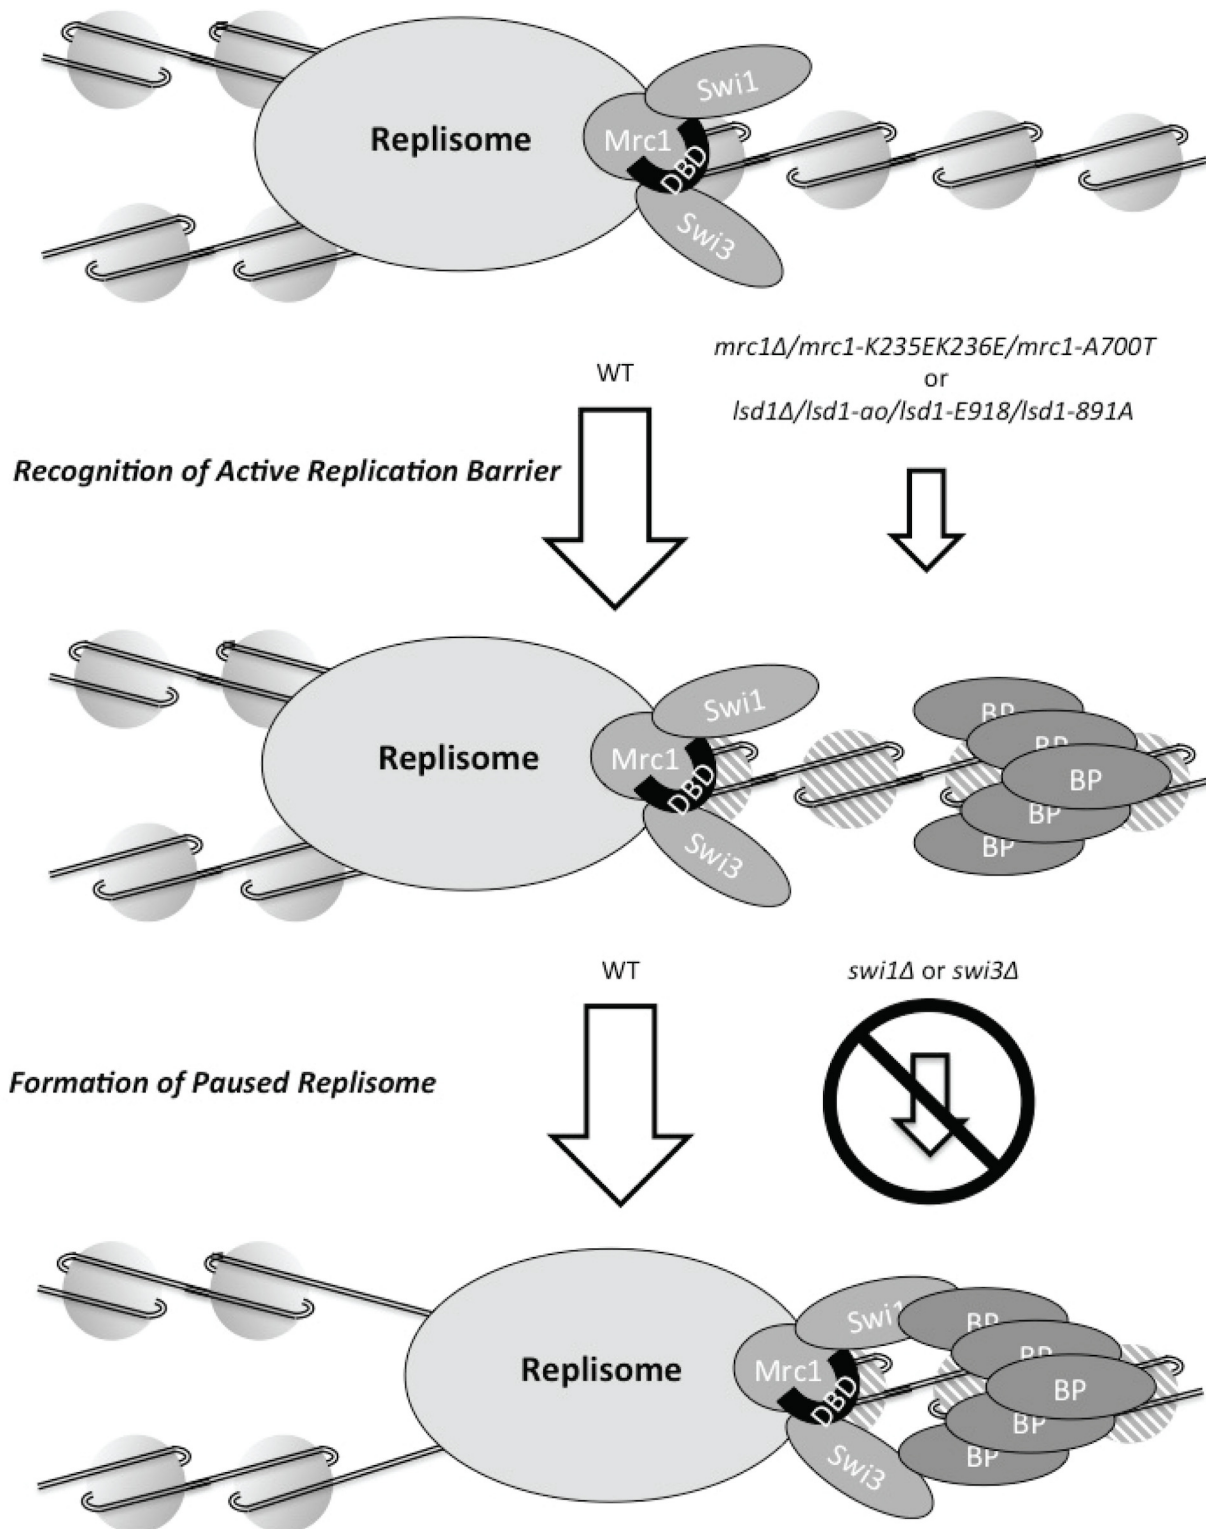 Swi1
Replisome
Mrc1
DBD
Swi3
mrc1Δ/mrc1-K235EK236E/mrc1-A700T
WT
or
lsd1Δ/lsd1-ao/lsd1-E918/lsd1-891A
Recognition of Active Replication Barrier
Swi1
BP
BP
Replisome
Mrc1
DBD
BP
BP
Swi3
BP
WT
swi1Δ or swi3Δ
Formation of Paused Replisome
Swi1
BP
BP
Replisome
Mrc1
DBD
BP
BP
Swi3
BP